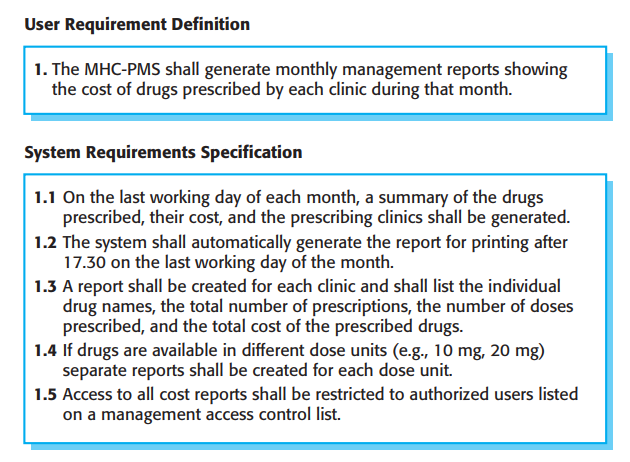 User Requirement Definition
1. The MHC-PMS shall generate monthly management reports showing
the cost of drugs prescribed by each clinic during that month.
System Requirements Specification
1.1 On the last working day of each month, a summary of the drugs
prescribed, their cost, and the prescribing clinics shall be generated.
1.2 The system shall automatically generate the report for printing after
17.30 on the last working day of the month.
1.3 A report shall be created for each clinic and shall list the individual
drug names, the total number of prescriptions, the number of doses
prescribed, and the total cost of the prescribed drugs.
1.4 If drugs are available in different dose units (e.g., 10 mg, 20 mg)
separate reports shall be created for each dose unit.
1.5 Access to all cost reports shall be restricted to authorized users listed
on a management access control list.